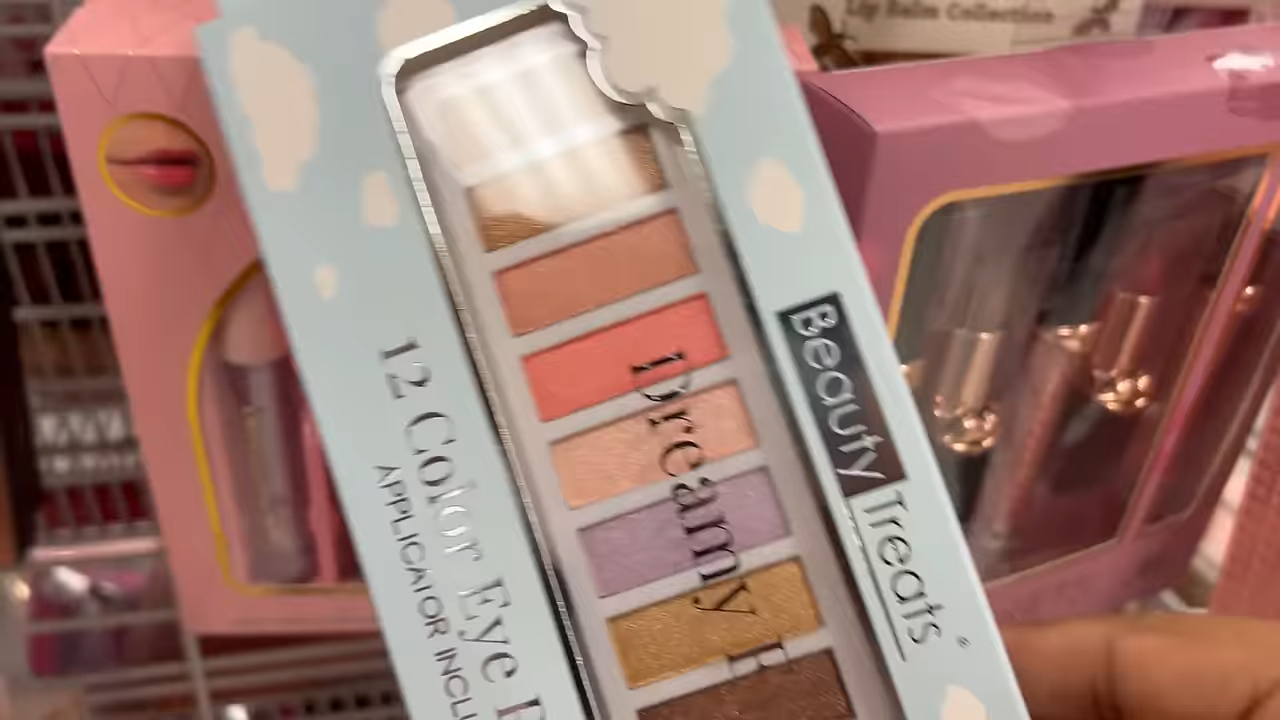 Lip Balm Collection
Beauty Treats®
Dreamy
12 Color Eye
APPLICATOR INCL